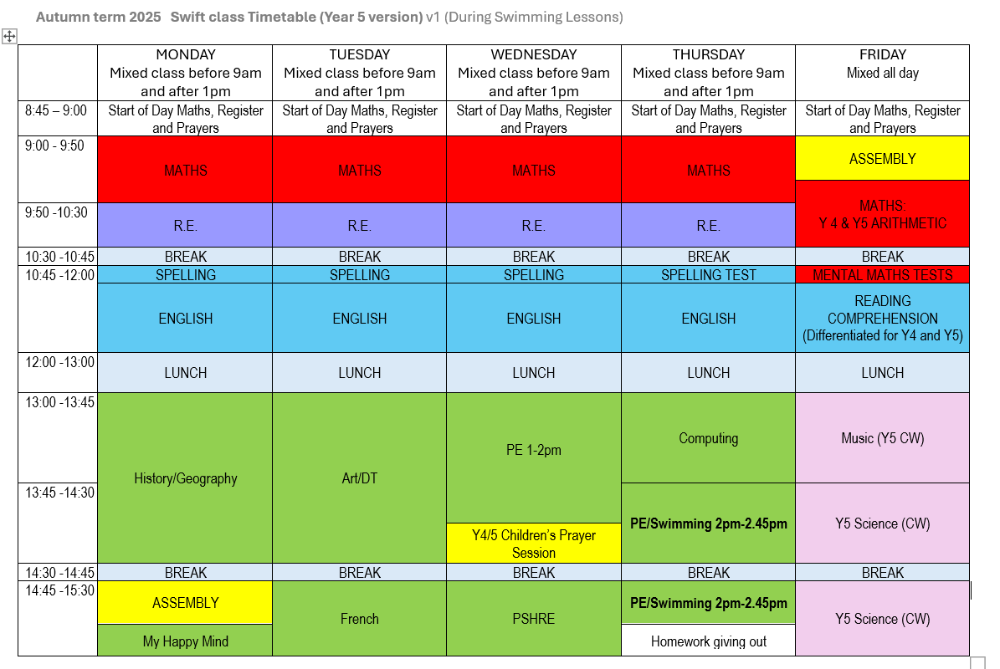 Autumn term 2025 Swift class Timetable (Year 5 version) v1 (During Swimming Lessons)
MONDAY
Mixed class before 9am
and after 1pm
TUESDAY
Mixed class before 9am
and after 1pm
WEDNESDAY
Mixed class before 9am
and after 1pm
THURSDAY
Mixed class before 9am
and after 1pm
FRIDAY
Mixed all day
8:45 – 9:00
Start of Day Maths, Register
and Prayers
Start of Day Maths, Register
and Prayers
Start of Day Maths, Register
and Prayers
Start of Day Maths, Register
and Prayers
Start of Day Maths, Register
and Prayers
9:00 - 9:50
MATHS
MATHS
MATHS
MATHS
ASSEMBLY
9:50 -10:30
R.E.
R.E.
R.E.
R.E.
MATHS:
Y 4 & Y5 ARITHMETIC
10:30 -10:45
BREAK
BREAK
BREAK
BREAK
BREAK
10:45 -12:00
SPELLING
SPELLING
SPELLING
SPELLING TEST
MENTAL MATHS TESTS
ENGLISH
ENGLISH
ENGLISH
ENGLISH
READING
COMPREHENSION
(Differentiated for Y4 and Y5)
12:00 -13:00
LUNCH
LUNCH
LUNCH
LUNCH
LUNCH
13:00 -13:45
History/Geography
Art/DT
PE 1-2pm
Computing
Music (Y5 CW)
13:45 -14:30
Y4/5 Children’s Prayer
Session
PE/Swimming 2pm-2.45pm
Y5 Science (CW)
14:30 -14:45
BREAK
BREAK
BREAK
BREAK
BREAK
14:45 -15:30
ASSEMBLY
My Happy Mind
French
PSHRE
PE/Swimming 2pm-2.45pm
Homework giving out
Y5 Science (CW)